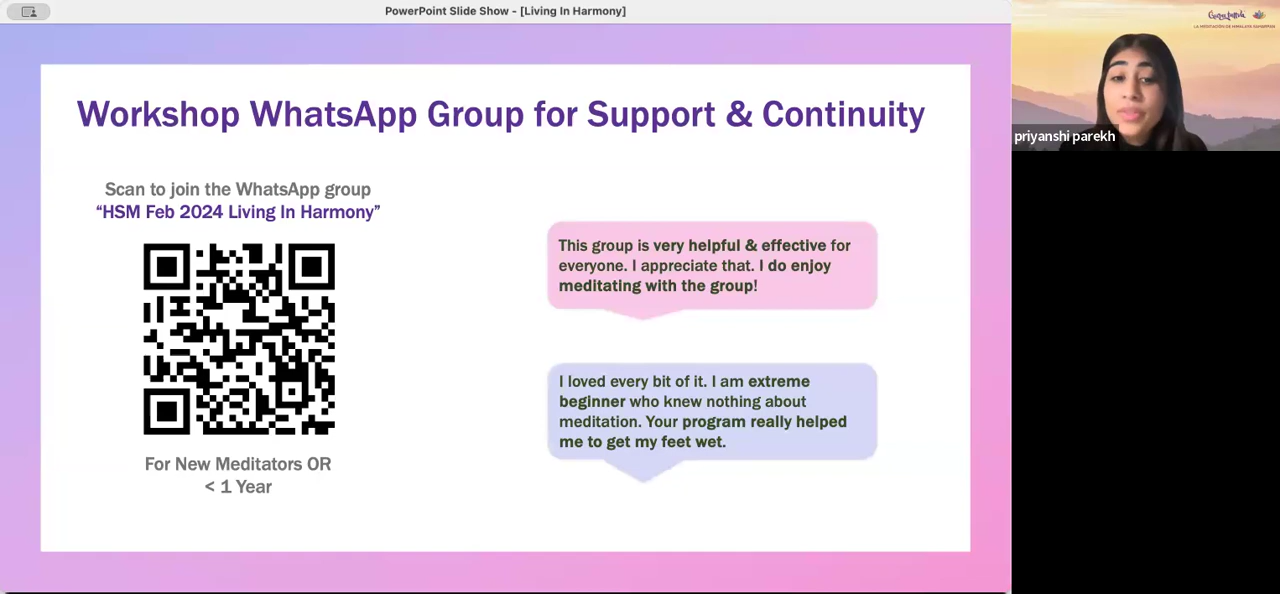 PowerPoint Slide Show - [Living In Harmony]
Workshop WhatsApp Group for Support & Continuity
Scan to join the WhatsApp group
“HSM Feb 2024 Living In Harmony”
For New Meditators OR
< 1 Year
This group is very helpful & effective for
everyone. I appreciate that. I do enjoy
meditating with the group!
I loved every bit of it. I am extreme
beginner who knew nothing about
meditation. Your program really helped
me to get my feet wet.
priyanshi parekh